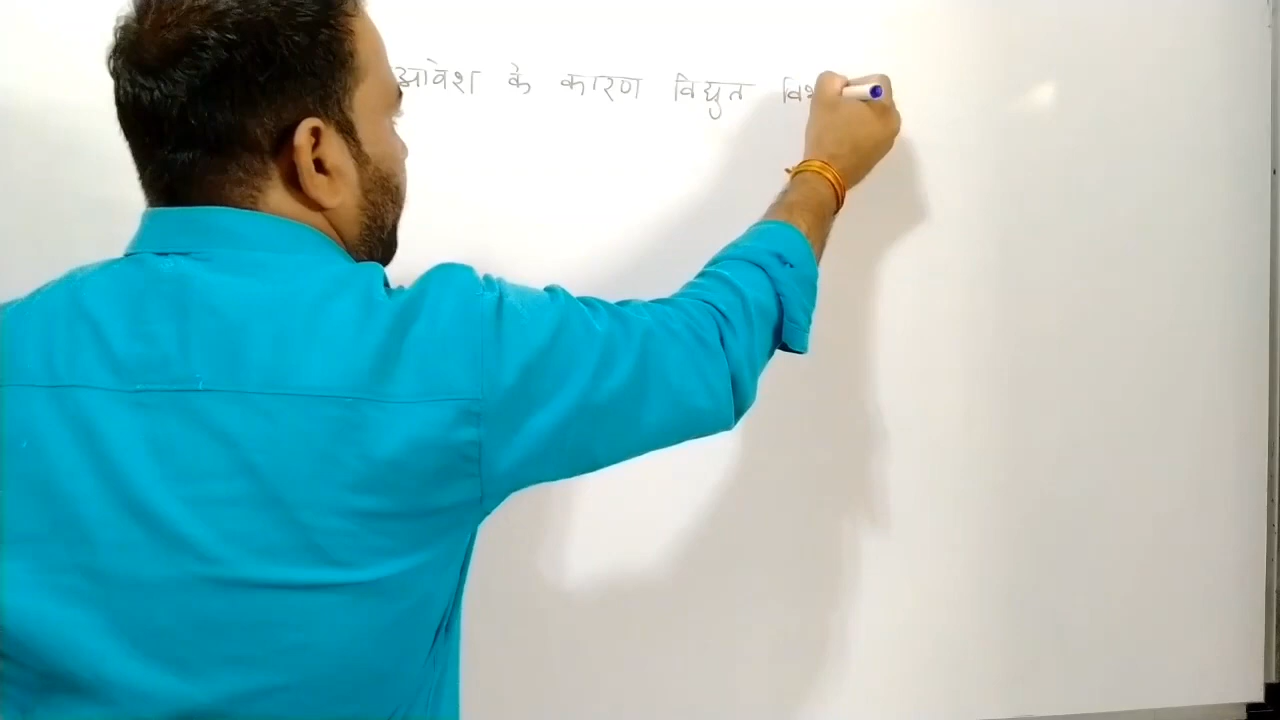 आवेश के कारण विद्युत विभ